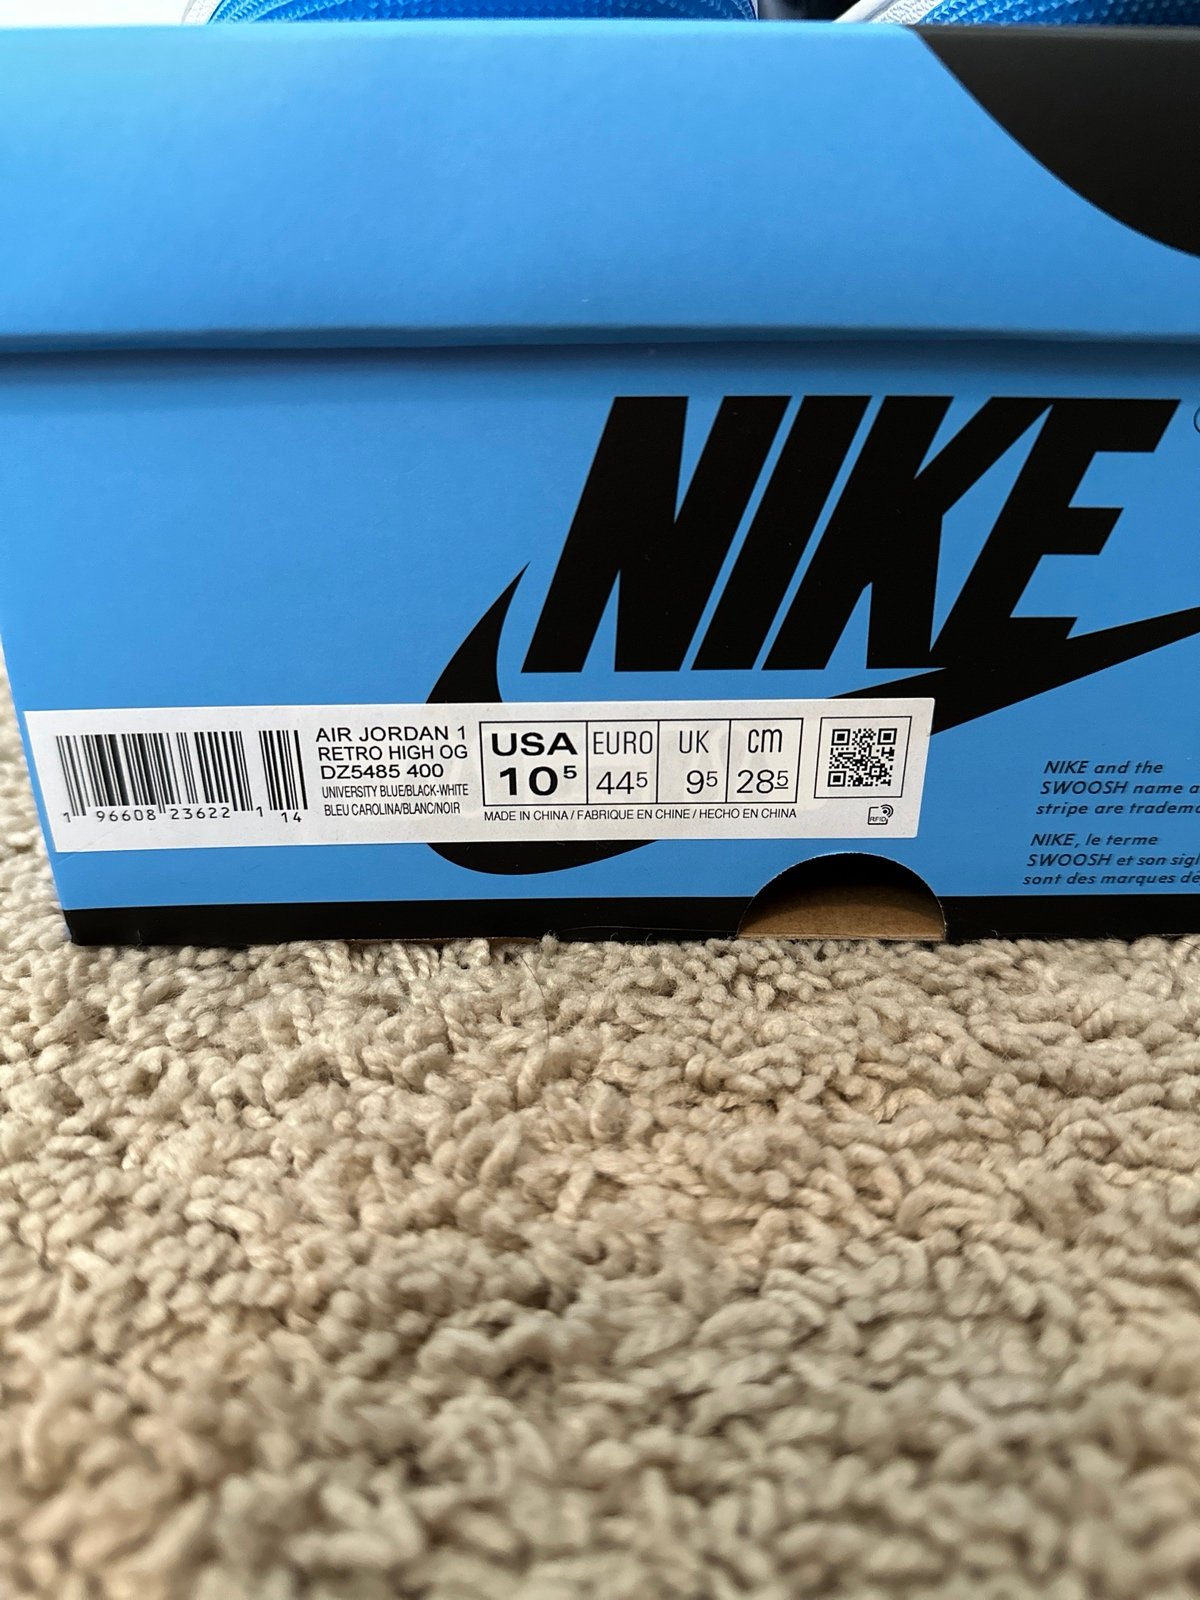 NIKE
AIR JORDAN 1
RETRO HIGH OG
DZ5485 400
UNIVERSITY BLUE/BLACK-WHITE
BLEU CAROLINA/BLANC/NOIR
1 96608 23622 1 14
USA EURO UK cm
10⁵ 44⁵ 9⁵ 28⁵
MADE IN CHINA / FABRIQUE EN CHINE / HECHO EN CHINA
RFID
NIKE and the
SWOOSH name
stripe are
NIKE, le terme
SWOOSH et son
sont des marques